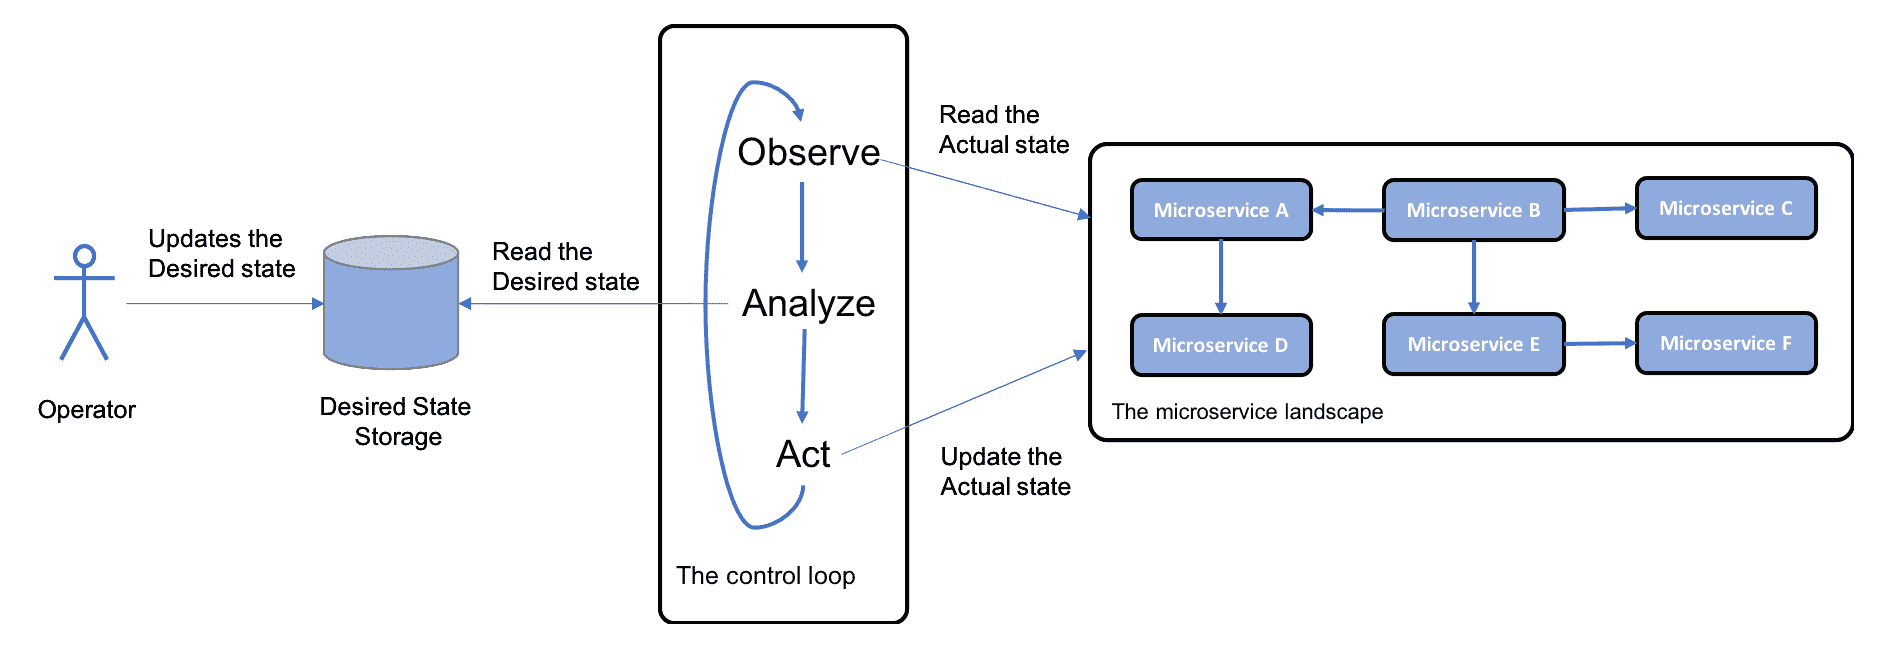 Updates the
Desired state
Operator
Desired State
Storage
Read the
Desired state
Observe
Analyze
Act
The control loop
Read the
Actual state
Update the
Actual state
Microservice A
Microservice B
Microservice C
Microservice D
Microservice E
Microservice F
The microservice landscape